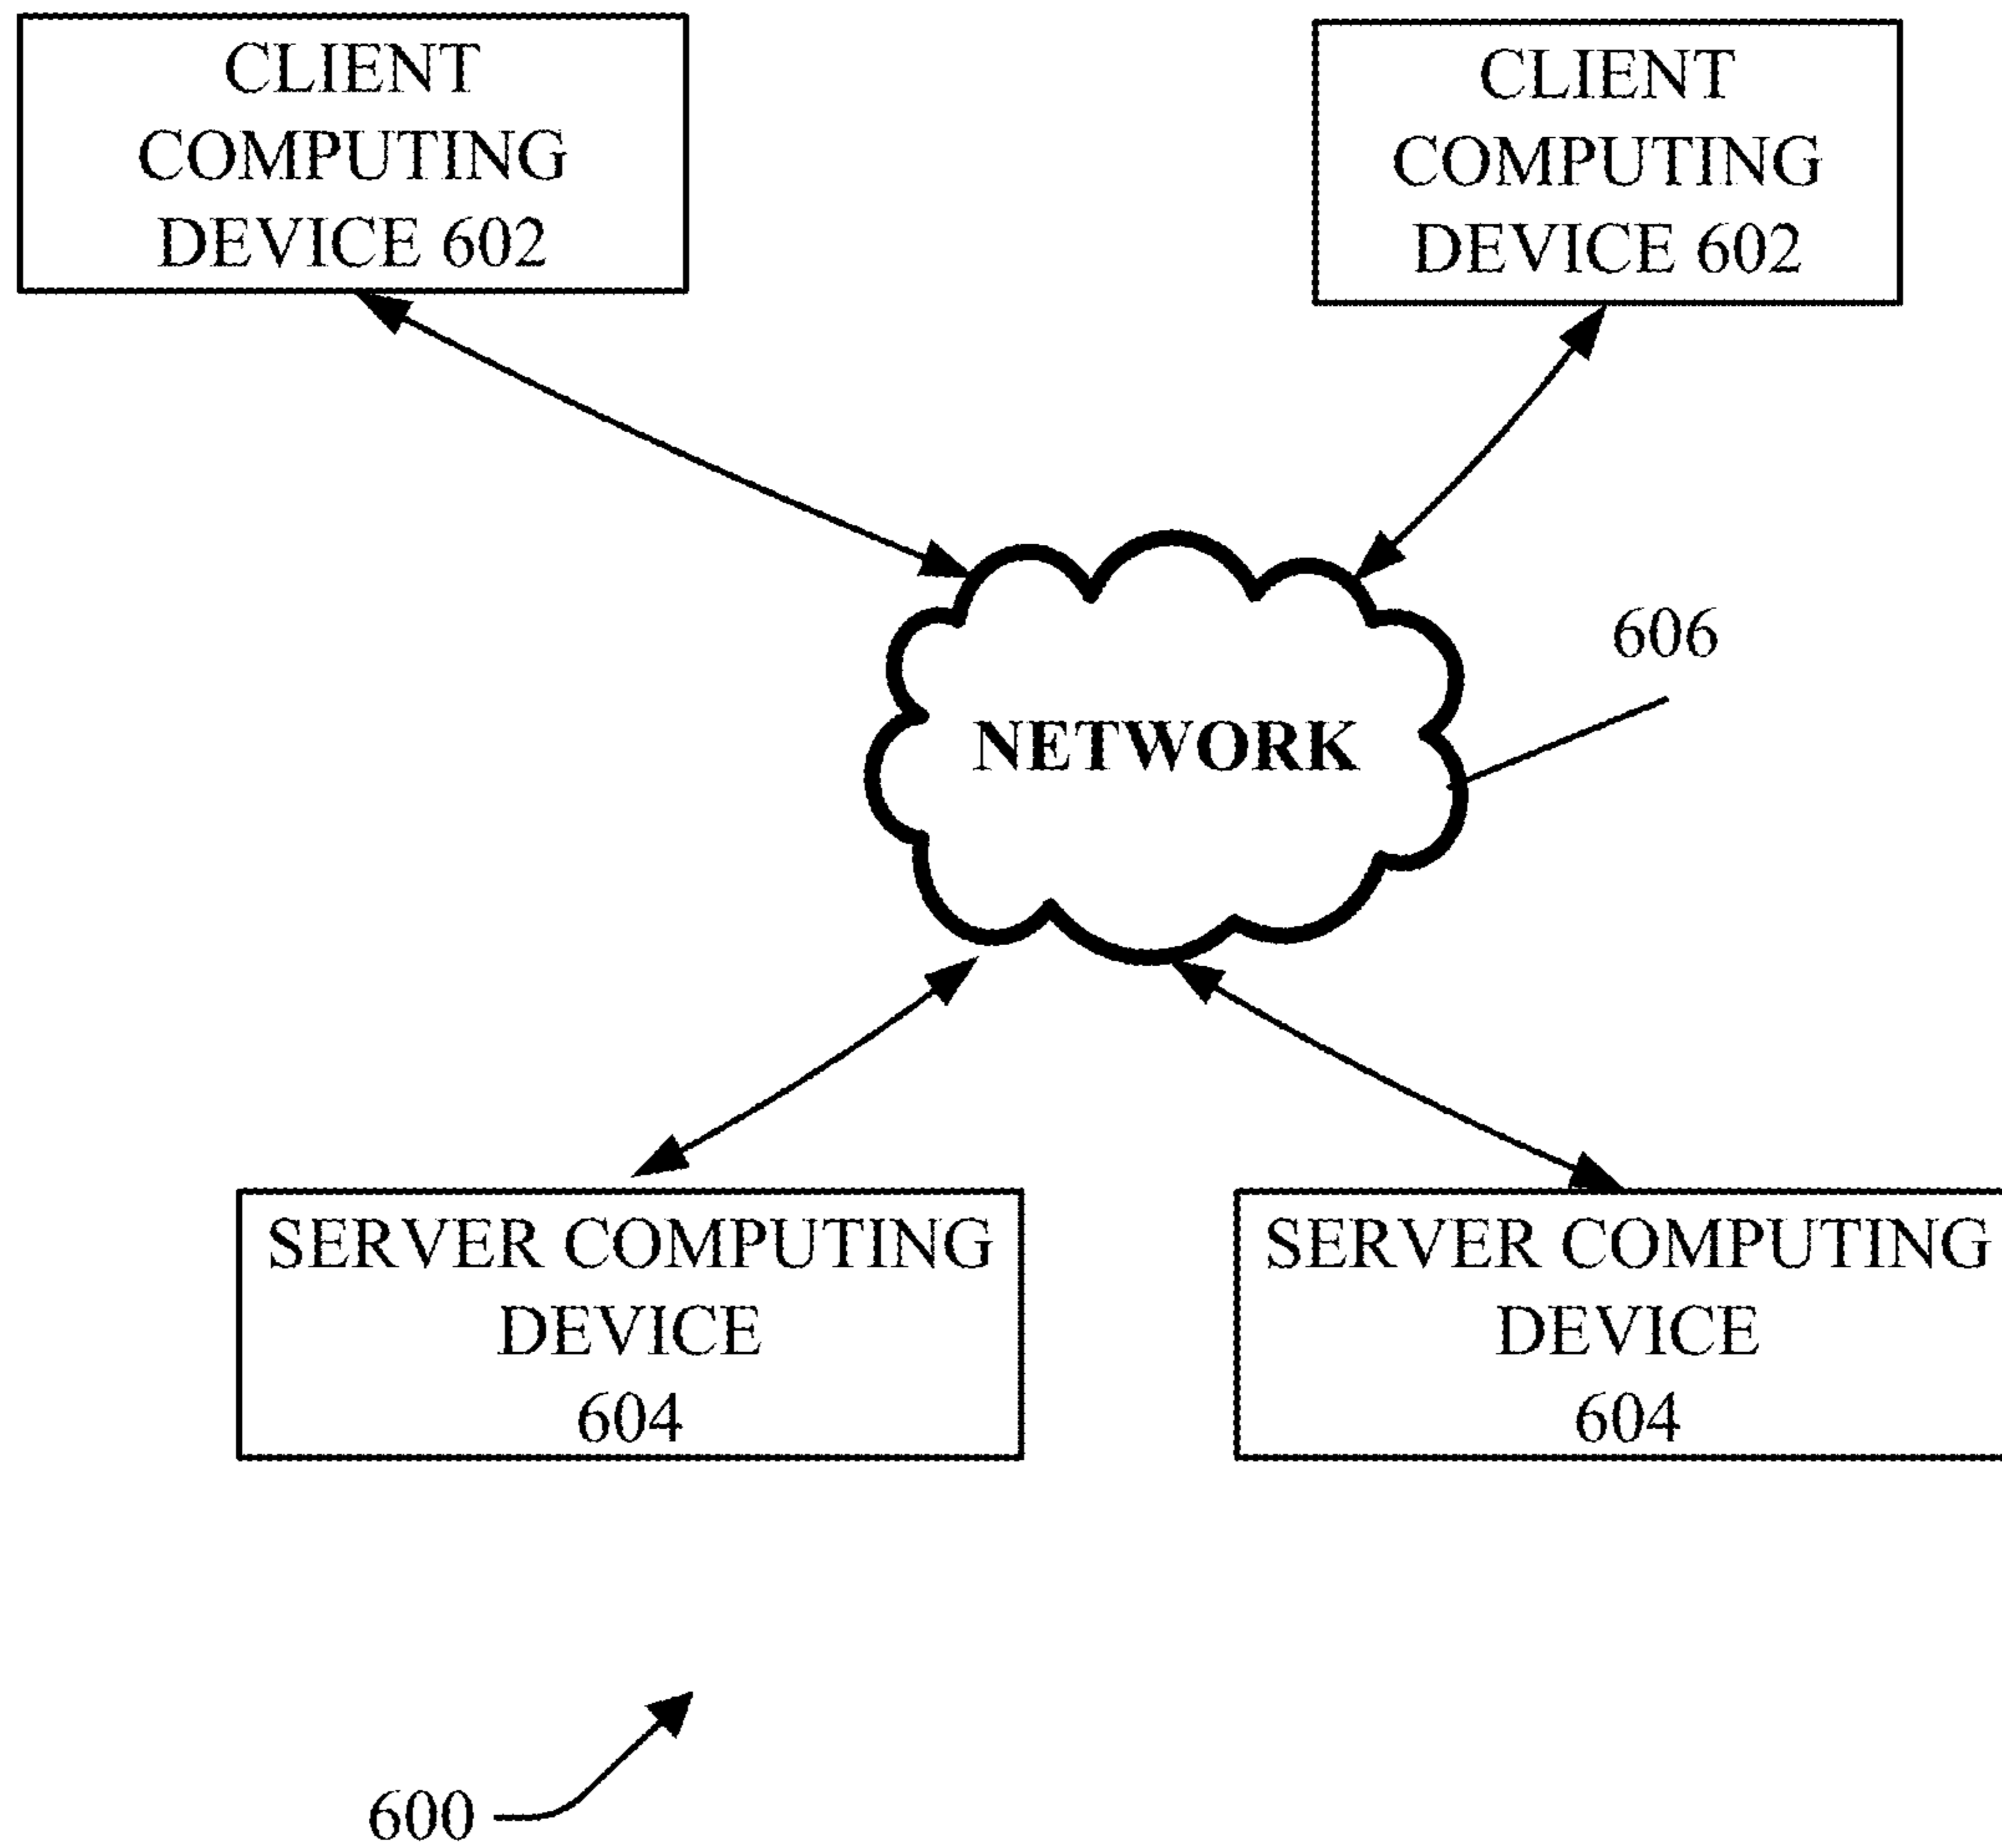 CLIENT
COMPUTING
DEVICE 602
CLIENT
COMPUTING
DEVICE 602
606
NETWORK
SERVER COMPUTING
DEVICE
604
SERVER COMPUTING
DEVICE
604
600